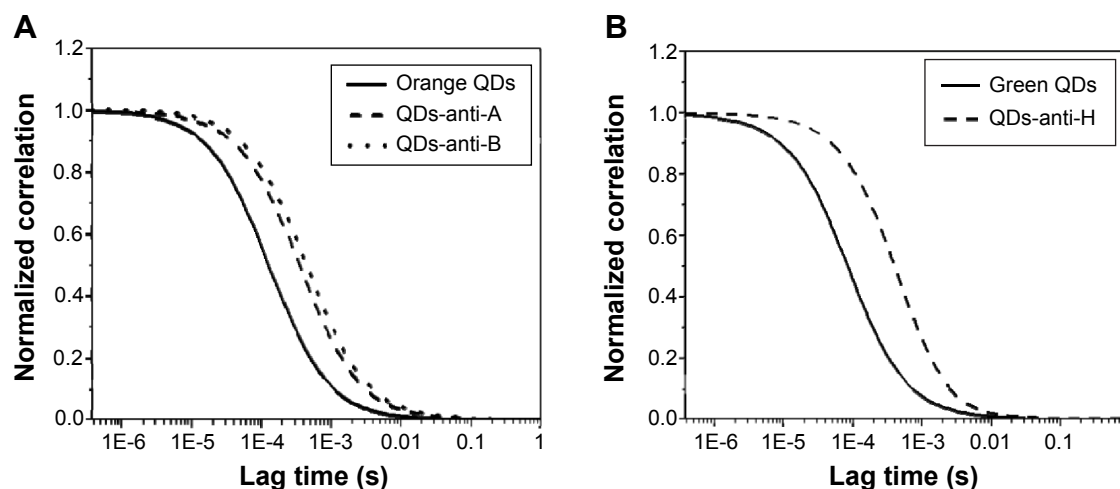 A
Normalized correlation
1.2
1.0
0.8
0.6
0.4
0.2
0.0
Orange QDs
QDs-anti-A
QDs-anti-B
1E-6 1E-5 1E-4 1E-3 0.01 0.1 1
Lag time (s)
B
Normalized correlation
1.2
1.0
0.8
0.6
0.4
0.2
0.0
Green QDs
QDs-anti-H
1E-6 1E-5 1E-4 1E-3 0.01 0.1 1
Lag time (s)